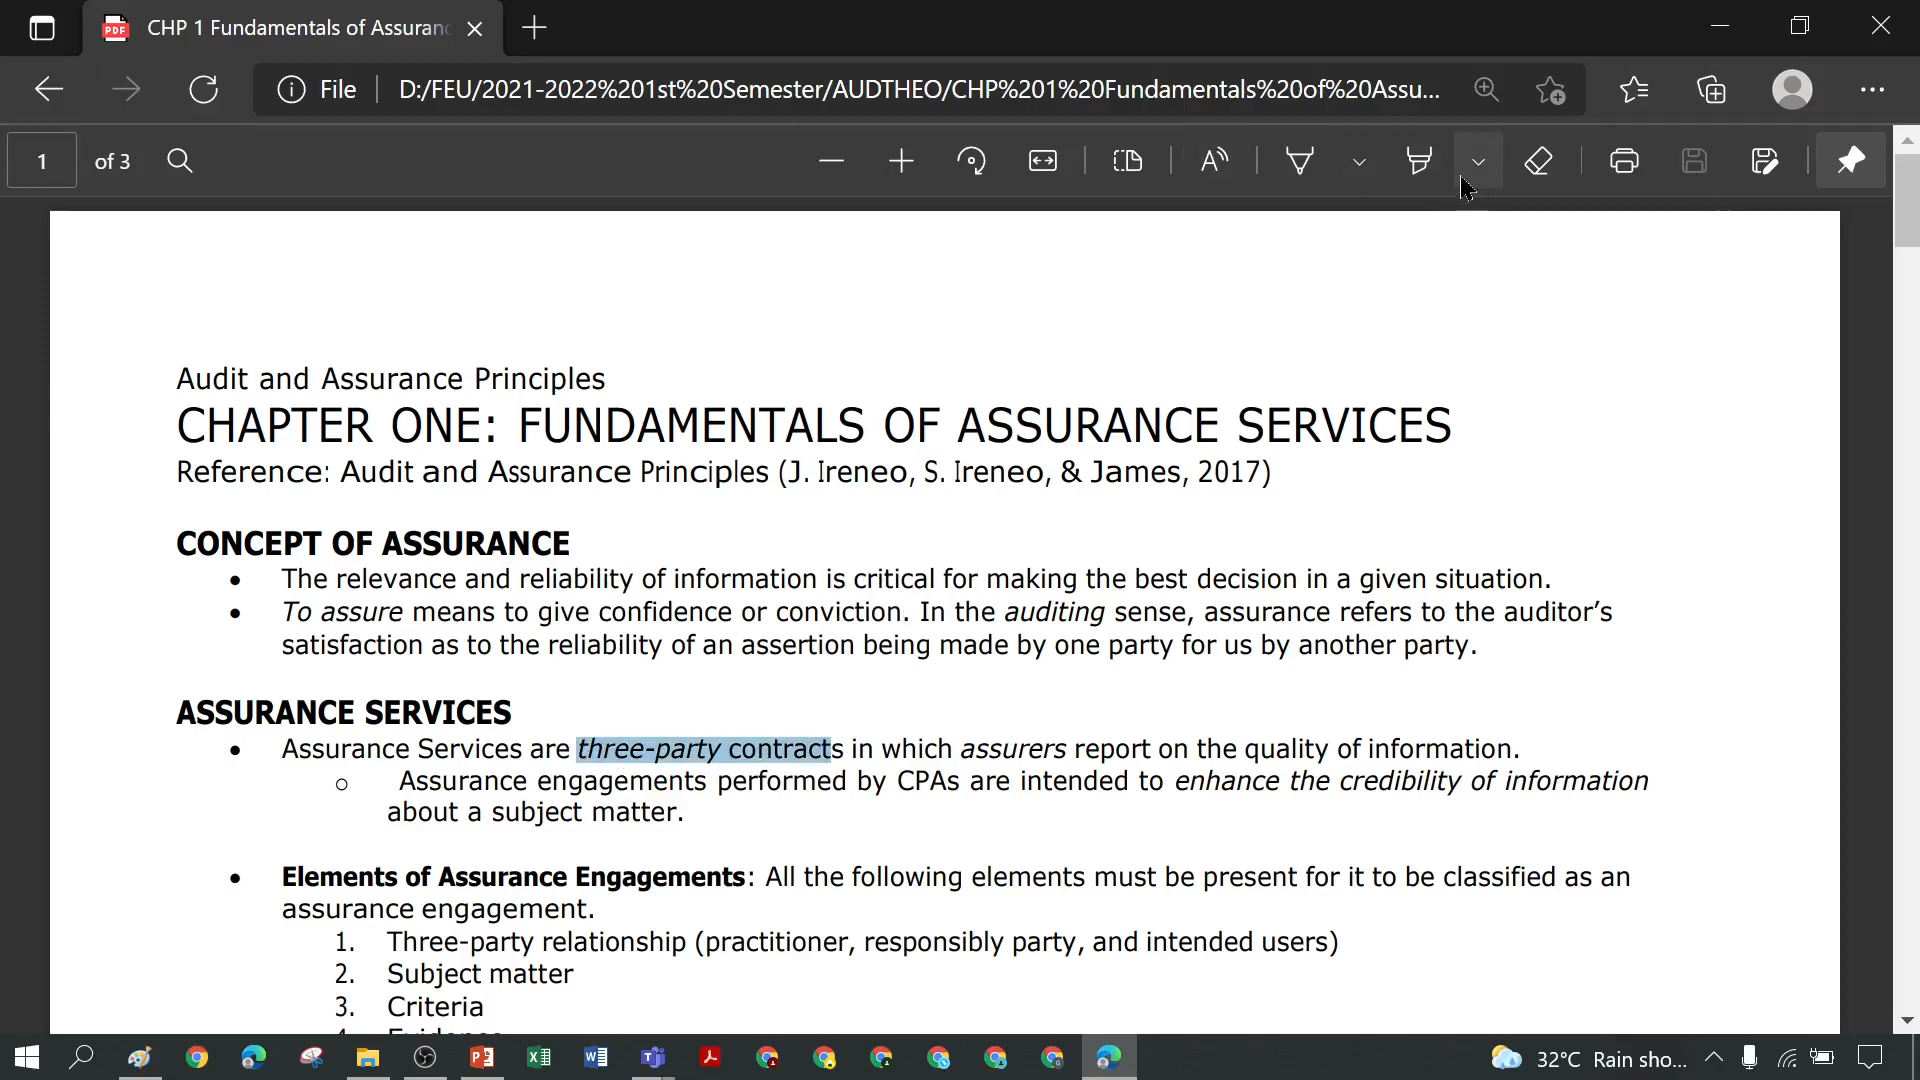 CHP 1 Fundamentals of Assuranc
File
D:/FEU/2021-2022%201st%20Semester/AUDTHEO/CHP%201%20Fundamentals%20of%20Assu...
1 of 3
Audit and Assurance Principles
CHAPTER ONE: FUNDAMENTALS OF ASSURANCE SERVICES
Reference: Audit and Assurance Principles (J. Ireneo, S. Ireneo, & James, 2017)
CONCEPT OF ASSURANCE
• The relevance and reliability of information is critical for making the best decision in a given situation.
• To assure means to give confidence or conviction. In the auditing sense, assurance refers to the auditor’s
satisfaction as to the reliability of an assertion being made by one party for us by another party.
ASSURANCE SERVICES
• Assurance Services are three-party contracts in which assurers report on the quality of information.
o Assurance engagements performed by CPAs are intended to enhance the credibility of information
about a subject matter.
• Elements of Assurance Engagements: All the following elements must be present for it to be classified as an
assurance engagement.
1. Three-party relationship (practitioner, responsibly party, and intended users)
2. Subject matter
3. Criteria
4. Evidence
32°C Rain sho...